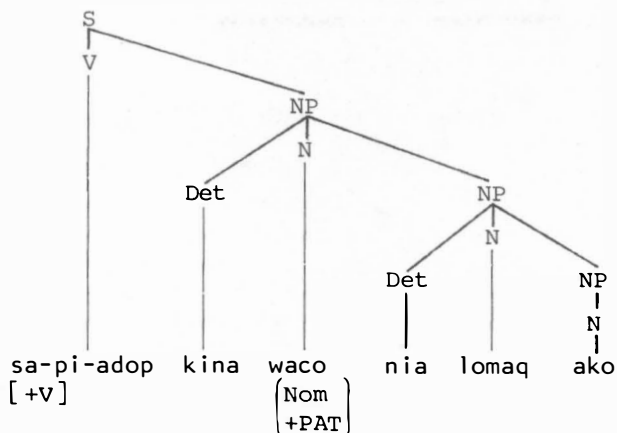 S
V
NP
N
Det
NP
N
Det
NP
N
sa-pi-adop kina waco nia lomaq ako
[+V]
(Nom
+PAT)